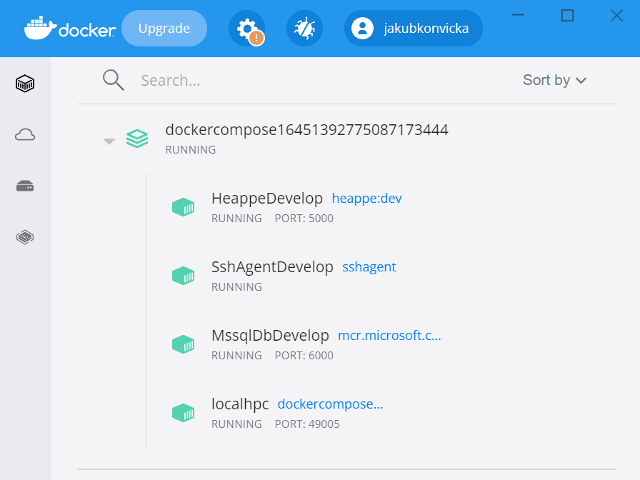 docker
Upgrade
!
jakubkonvicka
Search...
Sort by
dockercompose16451392775087173444
RUNNING
HeappeDevelop heappe:dev
RUNNING PORT: 5000
SshAgentDevelop sshagent
RUNNING
MssqlDbDevelop mcr.microsoft.c...
RUNNING PORT: 6000
localhpc dockercompose...
RUNNING PORT: 49005